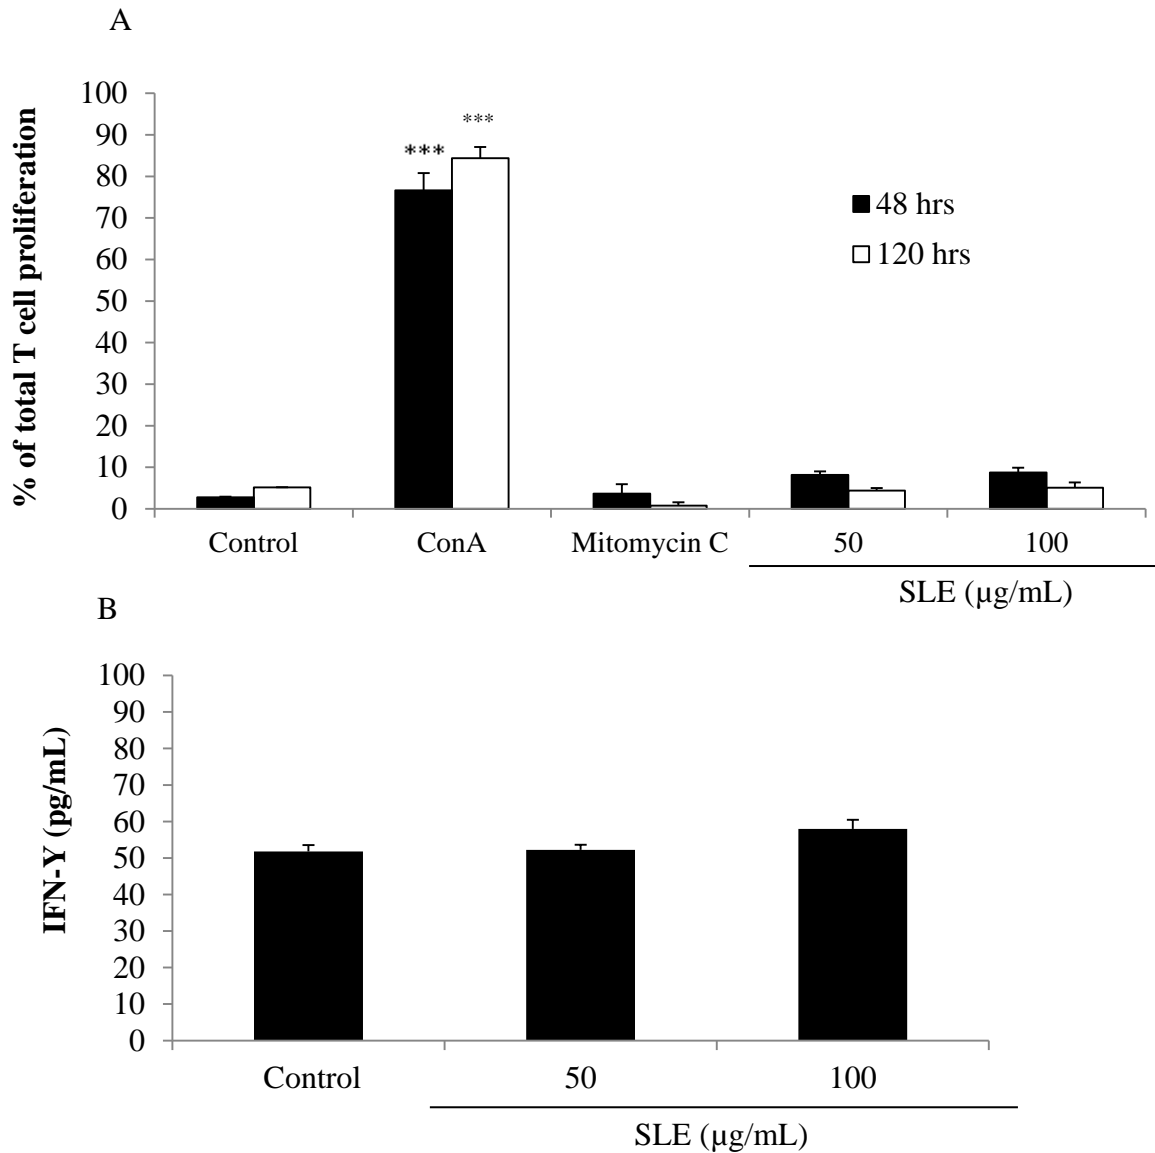 A
% of total T cell proliferation
100
90
80
70
60
50
40
30
20
10
0
***
***
48 hrs
120 hrs
Control ConA Mitomycin C 50 100
SLE (µg/mL)
B
IFN-Y (pg/mL)
100
90
80
70
60
50
40
30
20
10
0
Control 50 100
SLE (µg/mL)